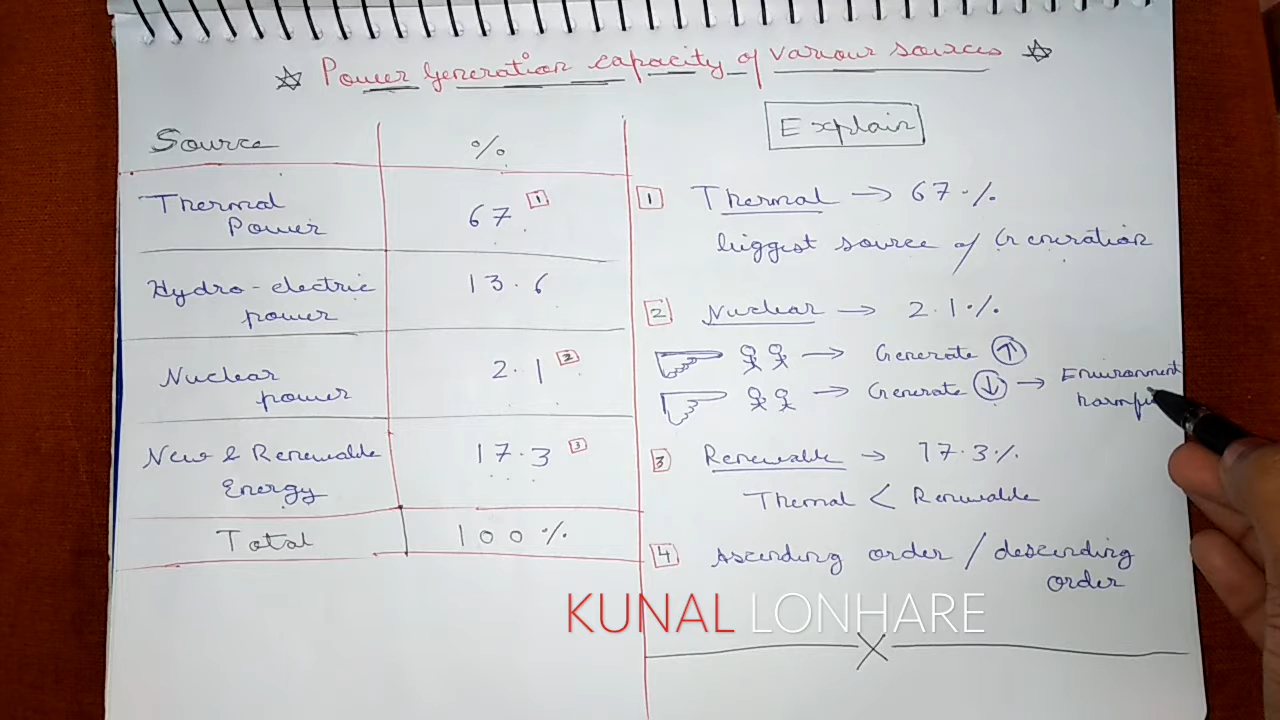 Power Generation capacity of various sources
Source
%
Thermal Power
67
1
Hydro-electric power
13.6
Nuclear power
2.1
2
New & Renewable Energy
17.3
3
Total
100%
Explain
1 Thermal → 67%
biggest source of Generation
2 Nuclear → 2.1%
→ Generate ↑
→ Generate ↓ → Environment
3 Renewable → 17.3%
Thermal < Renewable
4 Ascending order / descending
order
KUNAL LONHARE